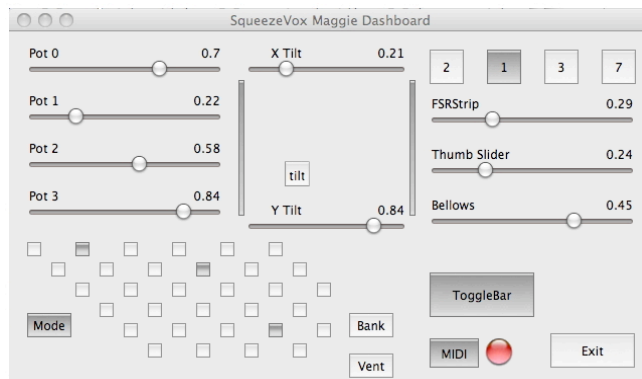 SqueezeVox Maggie Dashboard
Pot 0 0.7
Pot 1 0.22
Pot 2 0.58
Pot 3 0.84
X Tilt 0.21
tilt
Y Tilt 0.84
2 1 3 7
FSRStrip 0.29
Thumb Slider 0.24
Bellows 0.45
Mode
Bank
Vent
ToggleBar
MIDI
Exit